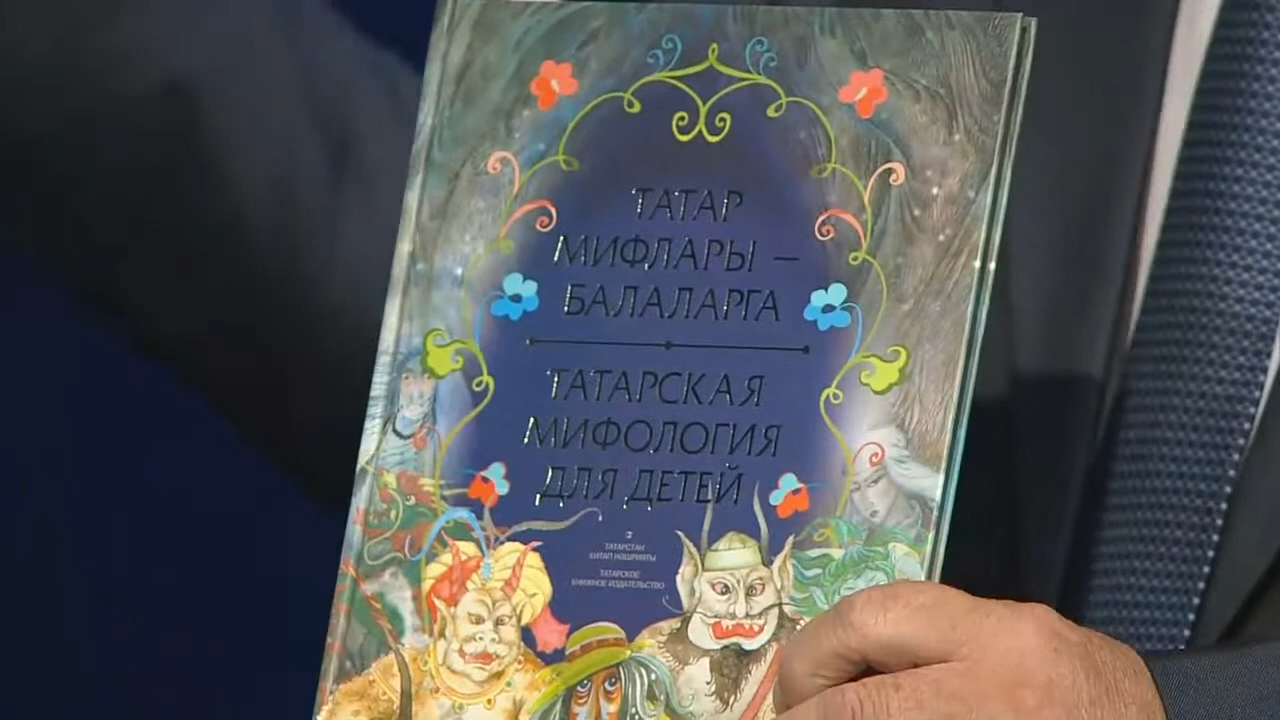 ТАТАР
МИФЛАРЫ –
БАЛАЛАРГА
ТАТАРСКАЯ
МИФОЛОГИЯ
ДЛЯ ДЕТЕЙ
ТАТАРСТАН
КИТАП НӘШРИЯТЫ
ТАТАРСКОЕ
КНИЖНОЕ ИЗДАТЕЛЬСТВО